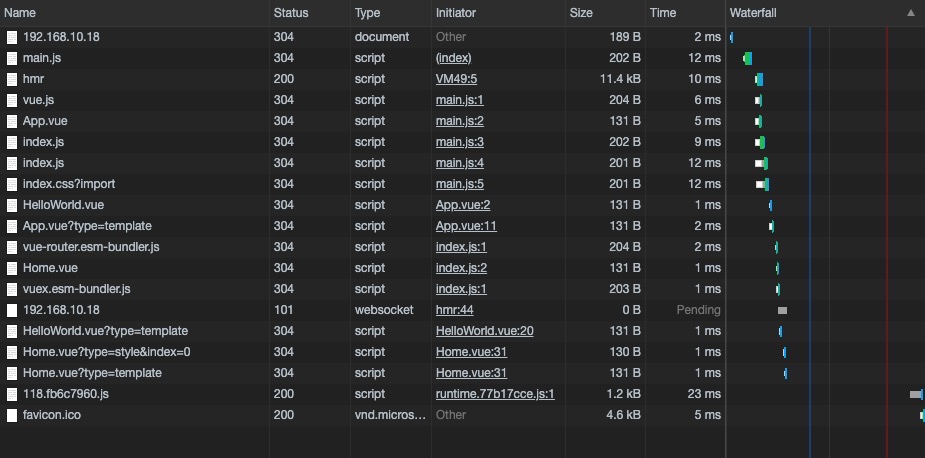 Name Status Type Initiator Size Time Waterfall
192.168.10.18 304 document Other 189 B 2 ms
main.js 304 script (index) 202 B 12 ms
hmr 200 script VM49:5 11.4 kB 10 ms
vue.js 304 script main.js:1 204 B 6 ms
App.vue 304 script main.js:2 131 B 5 ms
index.js 304 script main.js:3 202 B 9 ms
index.js 304 script main.js:4 201 B 12 ms
index.css?import 304 script main.js:5 201 B 12 ms
HelloWorld.vue 304 script App.vue:2 131 B 1 ms
App.vue?type=template 304 script App.vue:11 131 B 2 ms
vue-router.esm-bundler.js 304 script index.js:1 204 B 2 ms
Home.vue 304 script index.js:2 131 B 1 ms
vuex.esm-bundler.js 304 script index.js:1 203 B 1 ms
192.168.10.18 101 websocket hmr:44 0 B Pending
HelloWorld.vue?type=template 304 script HelloWorld.vue:20 131 B 1 ms
Home.vue?type=style&index=0 304 script Home.vue:31 130 B 1 ms
Home.vue?type=template 304 script Home.vue:31 131 B 1 ms
118.fb6c7960.js 200 script runtime.77b17cce.js:1 1.2 kB 23 ms
favicon.ico 200 vnd.micros... Other 4.6 kB 5 ms